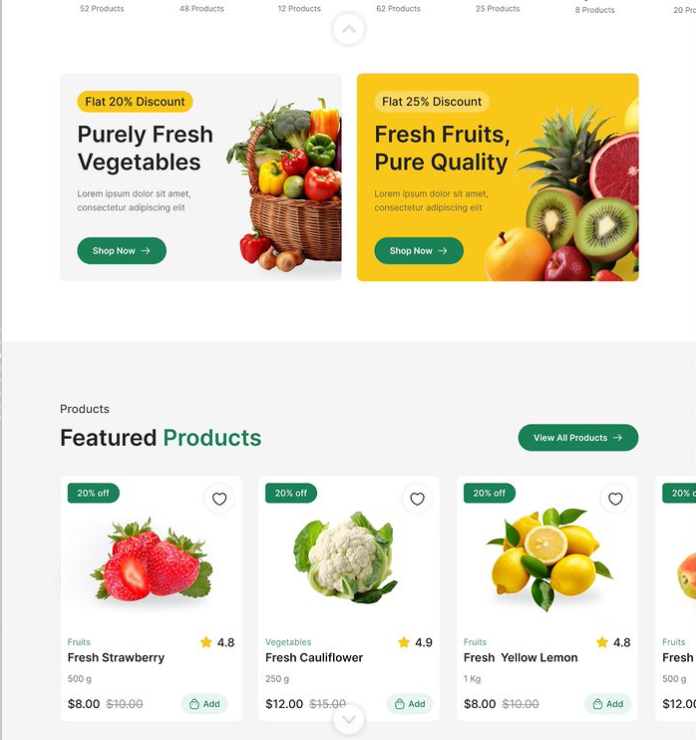 52 Products
48 Products
12 Products
62 Products
25 Products
8 Products
20
Flat 20% Discount
Purely Fresh
Vegetables
Lorem ipsum dolor sit amet,
consectetur adipiscing elit
Shop Now
Flat 25% Discount
Fresh Fruits,
Pure Quality
Lorem ipsum dolor sit amet,
consectetur adipiscing elit
Shop Now
Products
Featured Products
View All Products
20% off
Fruits
4.8
Fresh Strawberry
500 g
$8.00 $10.00
Add
20% off
Vegetables
4.9
Fresh Cauliflower
250 g
$12.00 $15.00
Add
20% off
Fruits
4.8
Fresh Yellow Lemon
1 Kg
$8.00 $10.00
Add
20%
Fruits
Fresh
500 g